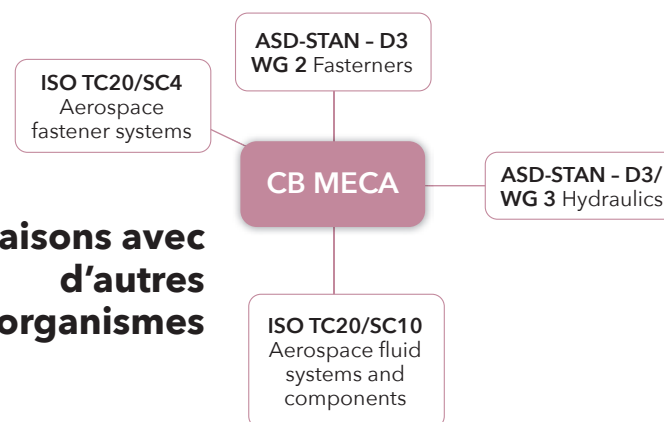 ASD-STAN – D3
WG 2 Fasterners
ISO TC20/SC4
Aerospace
fastener systems
CB MECA
ASD-STAN – D3/
WG 3 Hydraulics
aisons avec
d’autres
organismes
ISO TC20/SC10
Aerospace fluid
systems and
components